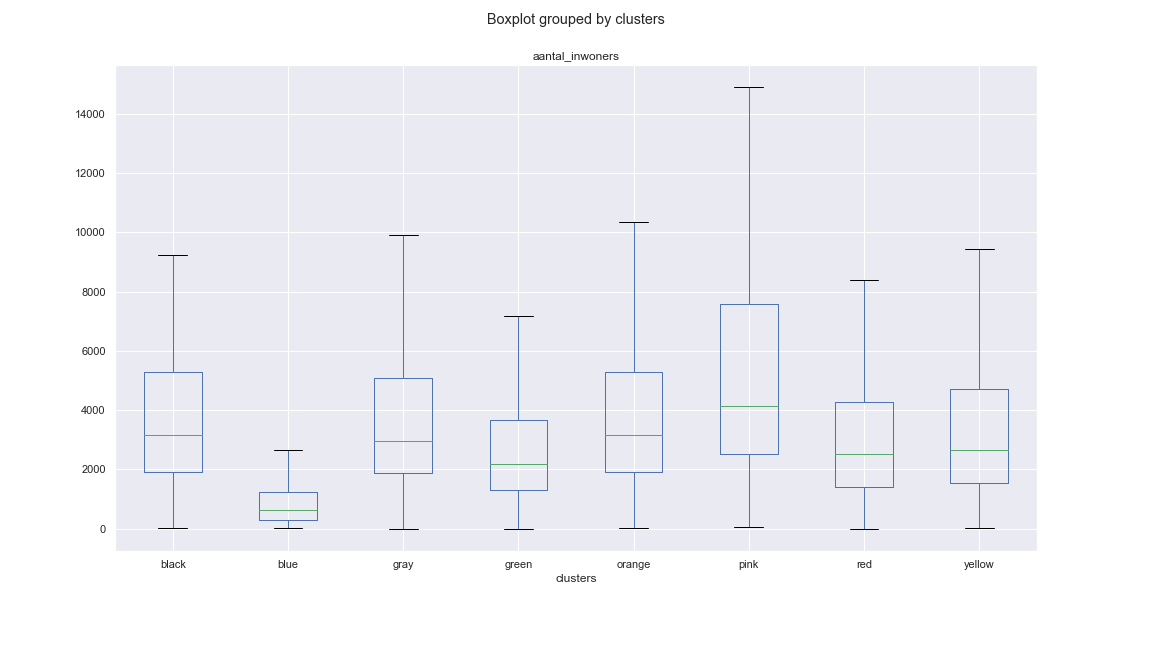 Boxplot grouped by clusters
aantal_inwoners
14000
12000
10000
8000
6000
4000
2000
0
black blue gray green orange pink red yellow
clusters